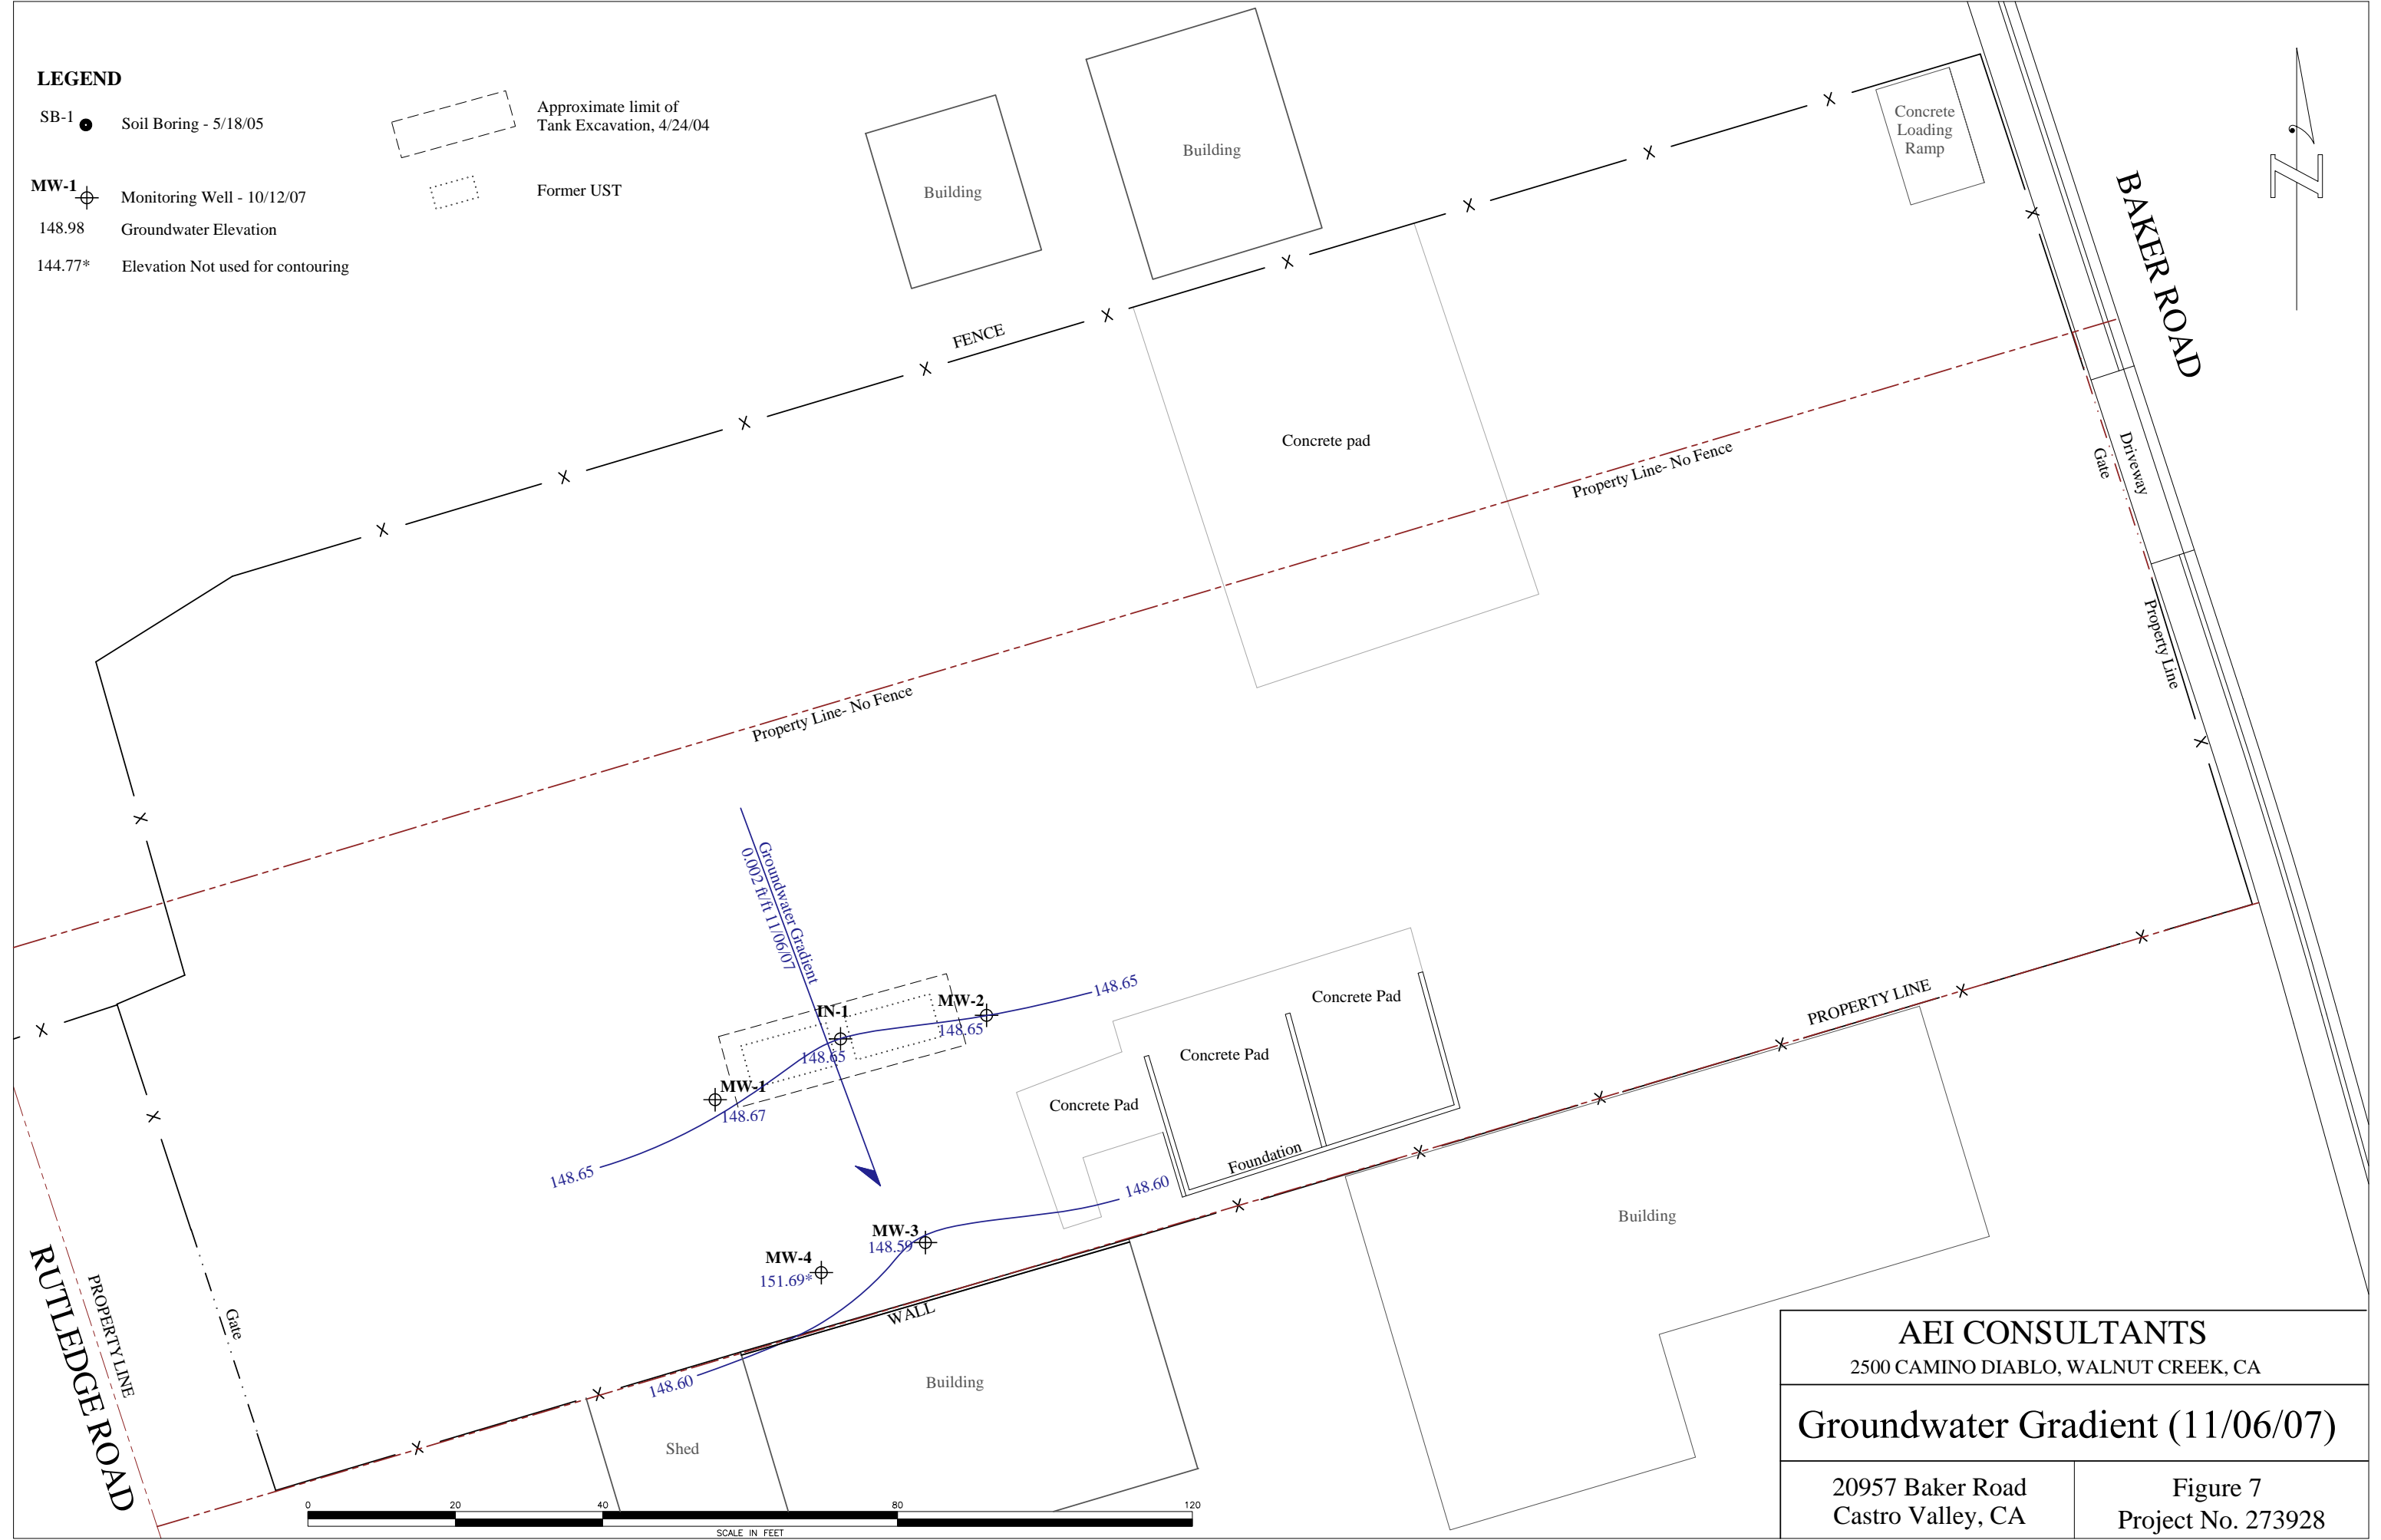 LEGEND
SB-1
Soil Boring - 5/18/05
Approximate limit of
Tank Excavation, 4/24/04
MW-1
Monitoring Well - 10/12/07
Former UST
148.98
Groundwater Elevation
144.77*
Elevation Not used for contouring
Building
Building
Concrete
Loading
Ramp
N
BAKER ROAD
FENCE
Concrete pad
Property Line- No Fence
Driveway
Gate
Property Line
Property Line- No Fence
Groundwater Gradient
0.002 ft/ft 11/06/07
IN-1
148.65
MW-2
148.65
148.65
MW-1
148.67
148.65
Concrete Pad
Concrete Pad
Concrete Pad
Foundation
PROPERTY LINE
148.60
MW-3
148.59
MW-4
151.69*
148.60
WALL
Building
Building
Shed
Gate
PROPERTY LINE
RUTLEDGE ROAD
0 20 40 80 120
SCALE IN FEET
AEI CONSULTANTS
2500 CAMINO DIABLO, WALNUT CREEK, CA
Groundwater Gradient (11/06/07)
20957 Baker Road
Castro Valley, CA
Figure 7
Project No. 273928